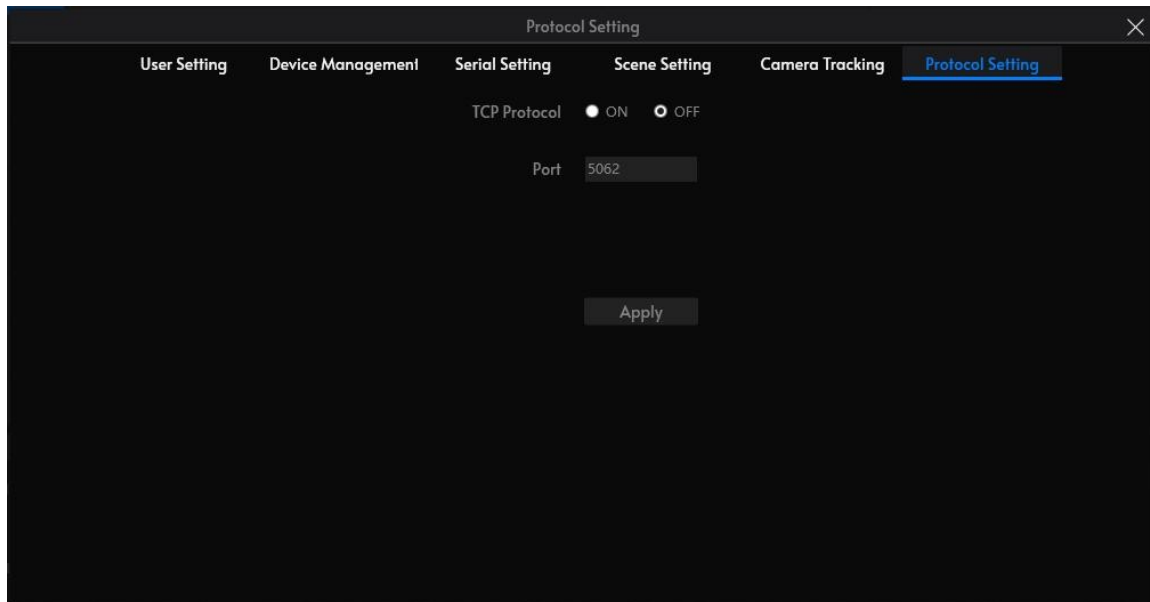 Protocol Setting
User Setting Device Management Serial Setting Scene Setting Camera Tracking Protocol Setting
TCP Protocol ON OFF
Port 5062
Apply